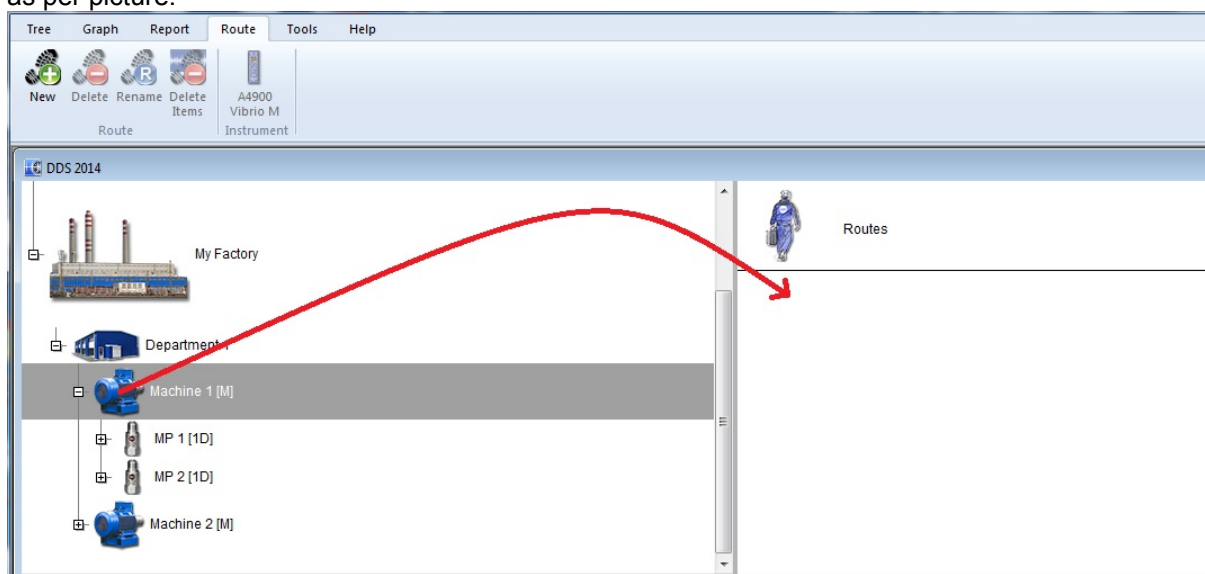 as per picture.
Tree Graph Report Route Tools Help
New Delete Rename Delete Items A4900 Vibrio M
Route Instrument
DDS 2014
Routes
My Factory
Department 1
Machine 1 [M]
MP 1 [1D]
MP 2 [1D]
Machine 2 [M]